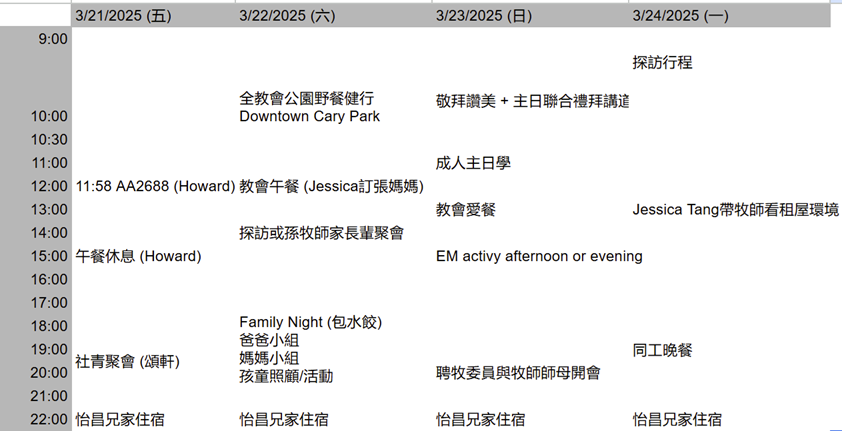 3/21/2025 (五) 3/22/2025 (六) 3/23/2025 (日) 3/24/2025 (一)
9:00
探訪行程
全教會公園野餐健行 敬拜讚美 + 主日聯合禮拜講道
10:00 Downtown Cary Park
10:30
11:00 成人主日學
12:00 11:58 AA2688 (Howard) 教會午餐 (Jessica訂張媽媽)
13:00 教會愛餐 Jessica Tang帶牧師看租屋環境
14:00 探訪或孫牧師家長輩聚會
15:00 午餐休息 (Howard) EM activy afternoon or evening
16:00
17:00
18:00 Family Night (包水餃)
爸爸小組
19:00 同工晚餐
社青聚會 (頌軒) 媽媽小組
20:00 孩童照顧/活動 聘牧委員與牧師師母開會
21:00
22:00 怡昌兄家住宿 怡昌兄家住宿 怡昌兄家住宿 怡昌兄家住宿